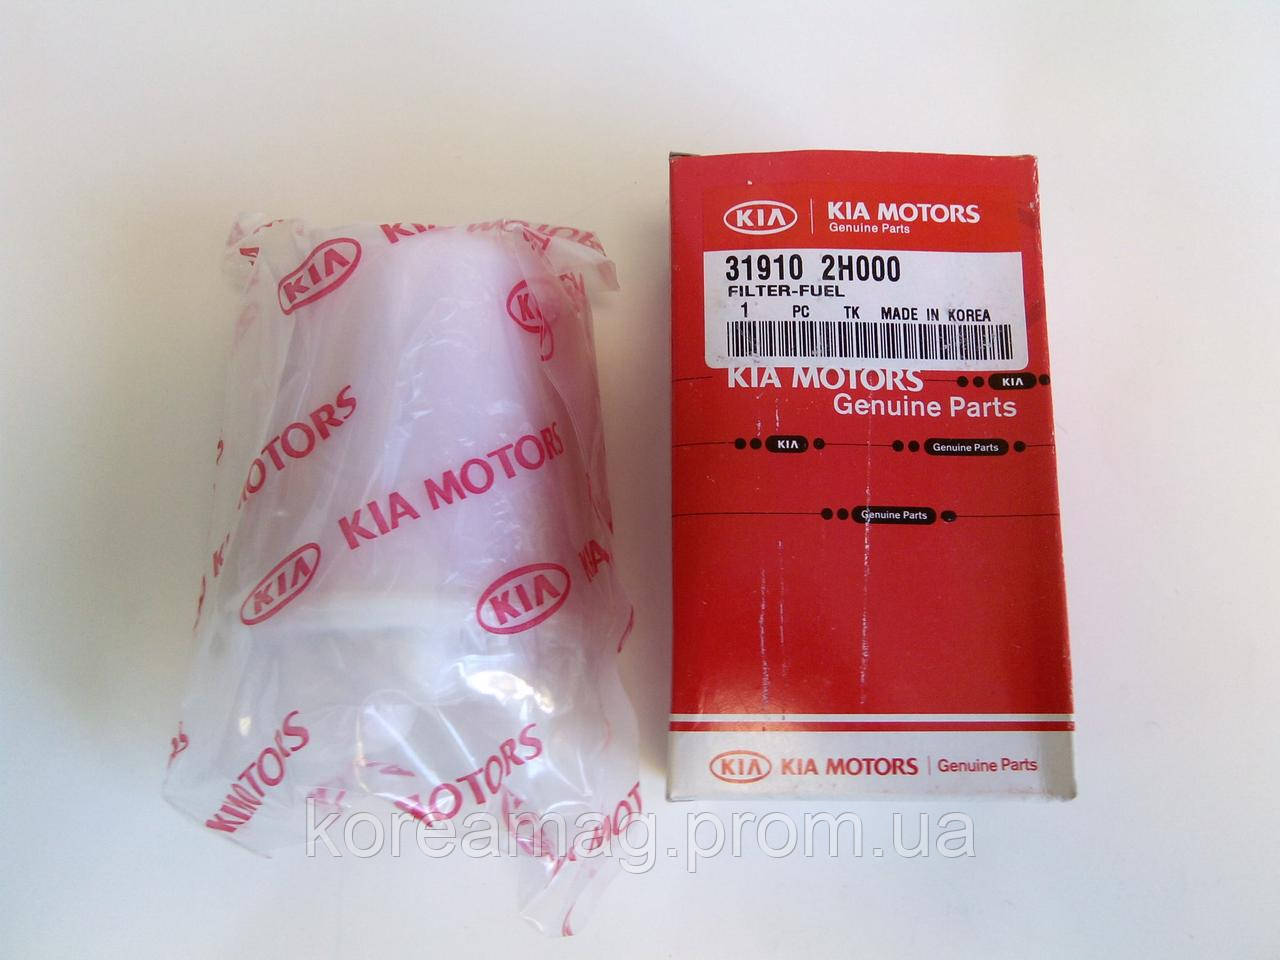 KIA
KIA MOTORS
Genuine Parts
31910 2H000
FILTER-FUEL
1 PC TK MADE IN KOREA
KIA MOTORS
Genuine Parts
KIA
KIA
Genuine Parts
Genuine Parts
KIA KIA MOTORS Genuine Parts
KIA
MOTORS
KIA MOTORS
KIA
KIA
MOTORS
koreamag.prom.ua